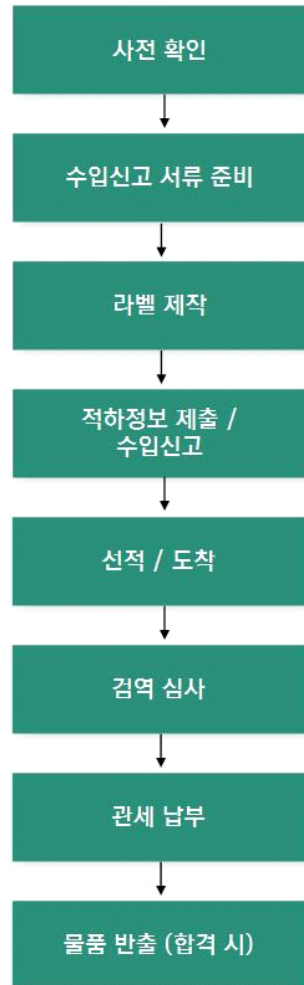 사전 확인
수입신고 서류 준비
라벨 제작
적하정보 제출 /
수입신고
선적 / 도착
검역 심사
관세 납부
물품 반출 (합격 시)